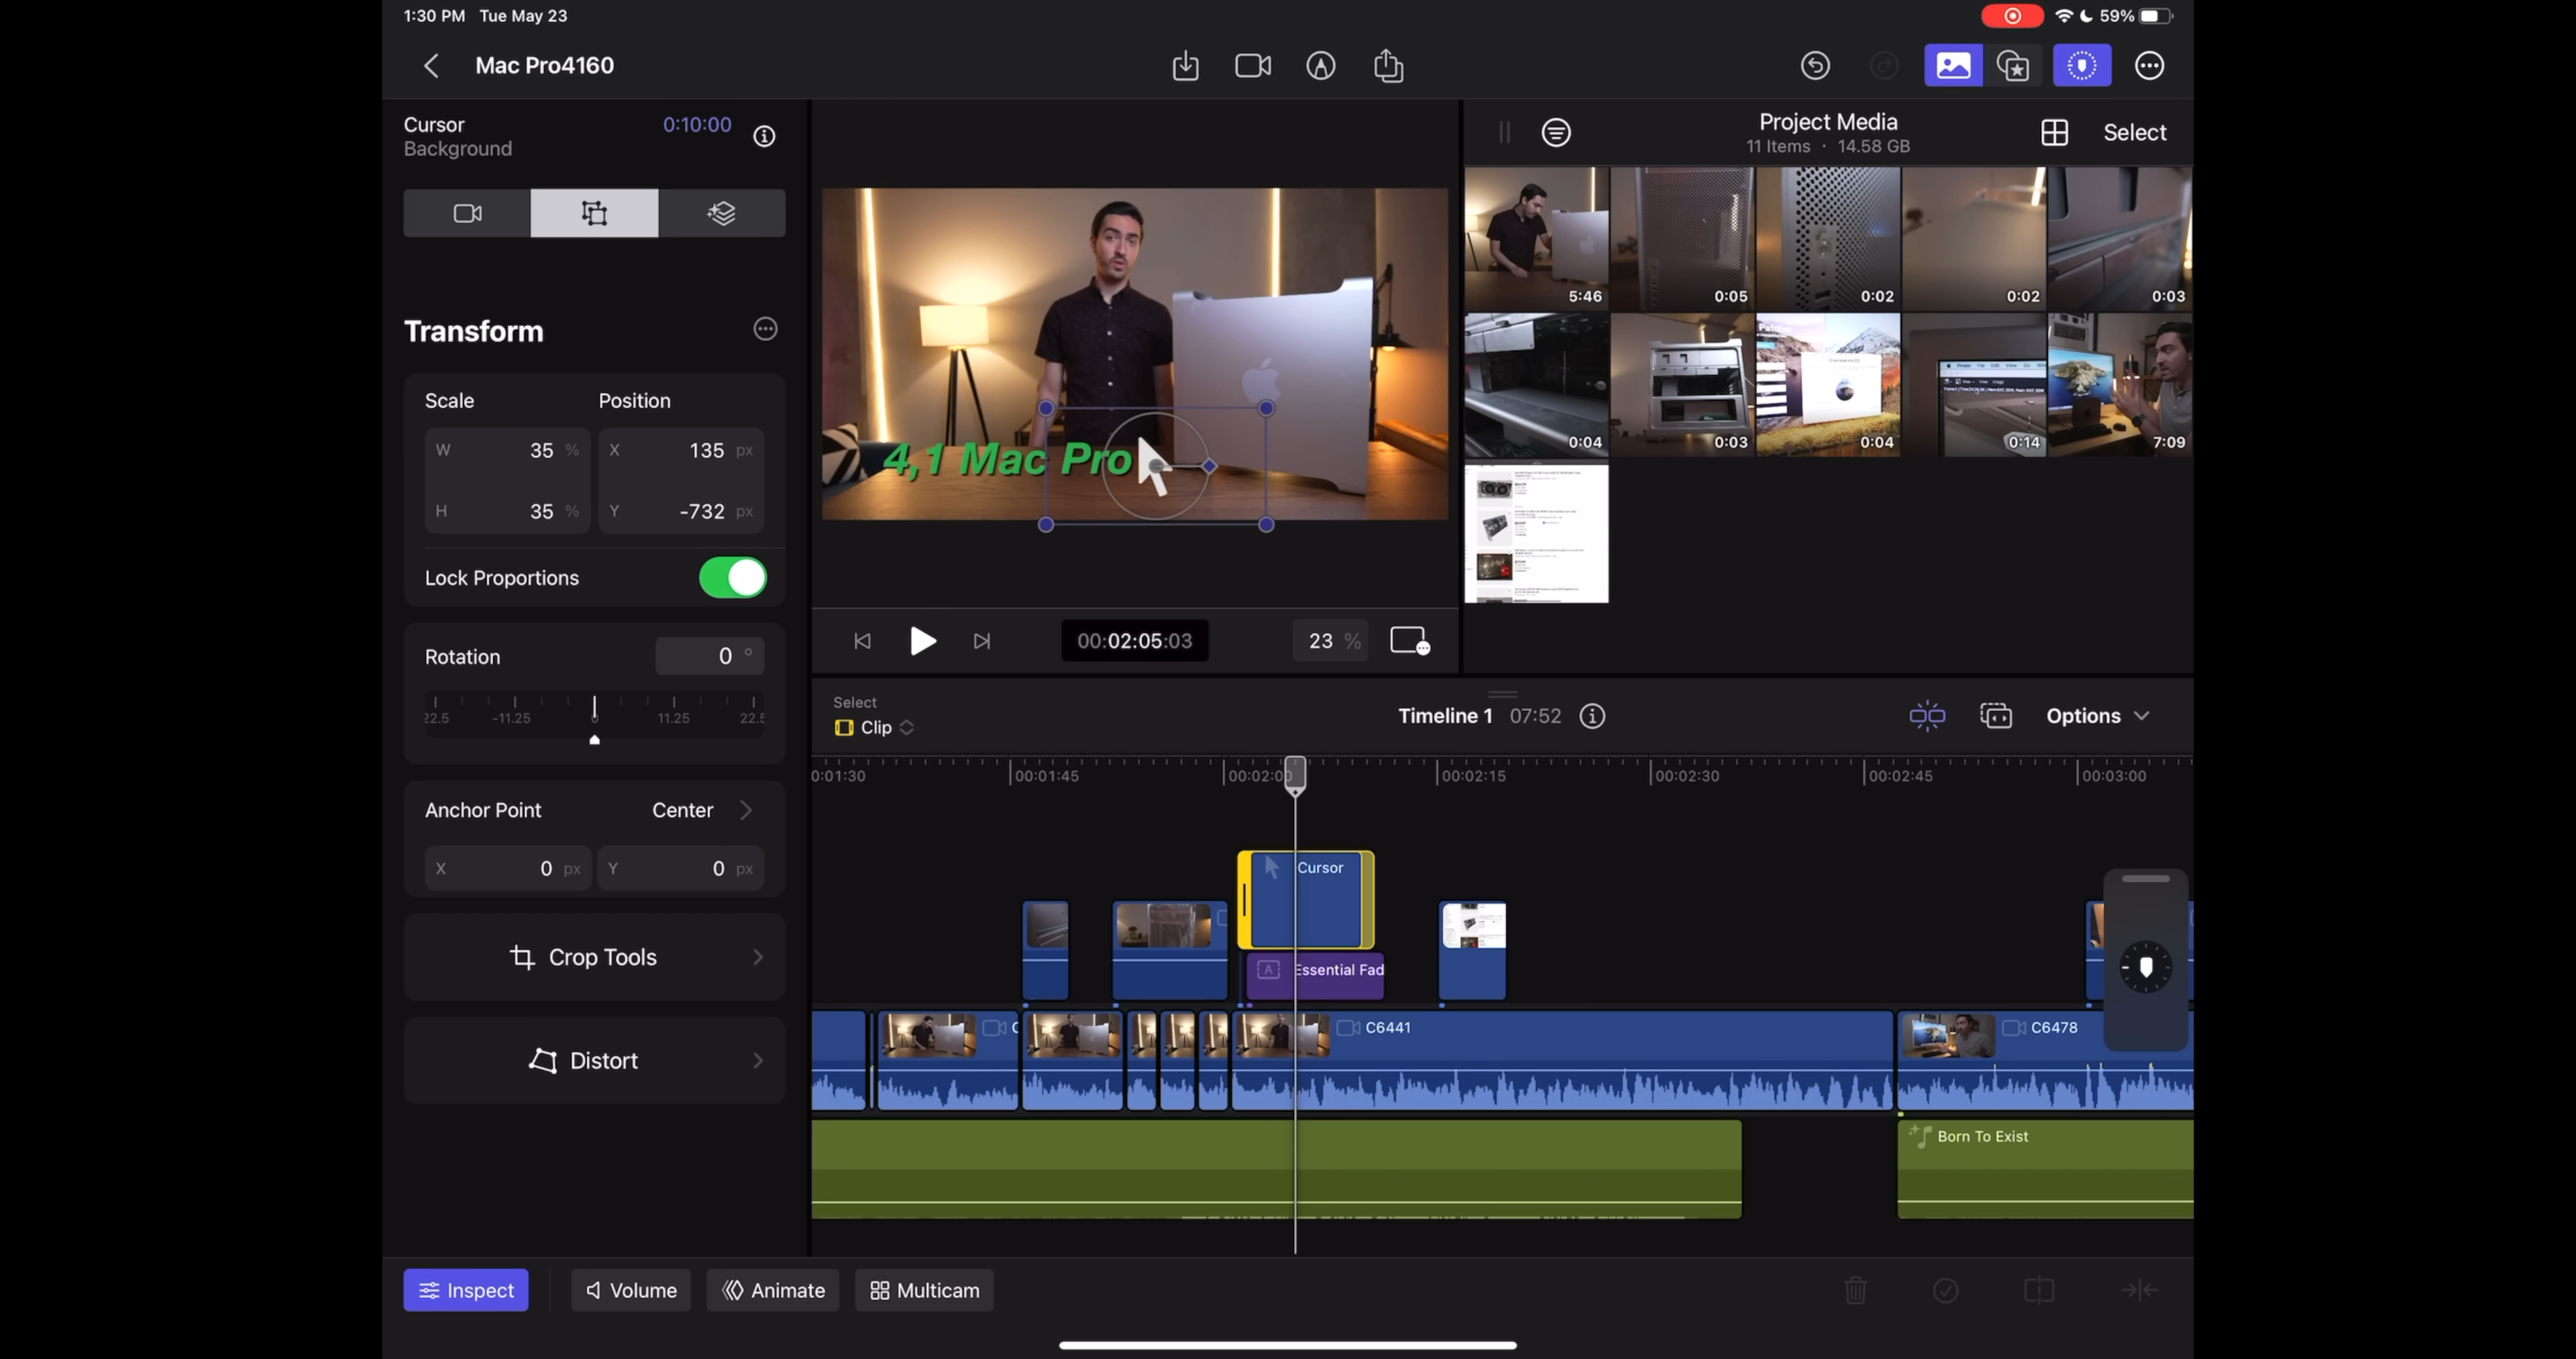 1:30 PM Tue May 23
59%
Mac Pro4160
Cursor
0:10:00
Background
Transform
Scale
Position
W 35 %
X 135 px
H 35 %
Y -732 px
Lock Proportions
Rotation
0 °
22.5 -11.25 0 11.25 22.5
Anchor Point
Center
X 0 px
Y 0 px
Crop Tools
Distort
4,1 Mac Pro
00:02:05:03
23 %
Project Media
11 Items · 14.58 GB
Select
5:46
0:05
0:02
0:02
0:03
0:04
0:03
0:04
0:14
7:09
Select
Clip
Timeline 1 07:52
Options
0:01:30
00:01:45
00:02:00
00:02:15
00:02:30
00:02:45
00:03:00
Cursor
A Essential Fad
C
C6441
C6478
Born To Exist
Inspect
Volume
Animate
Multicam